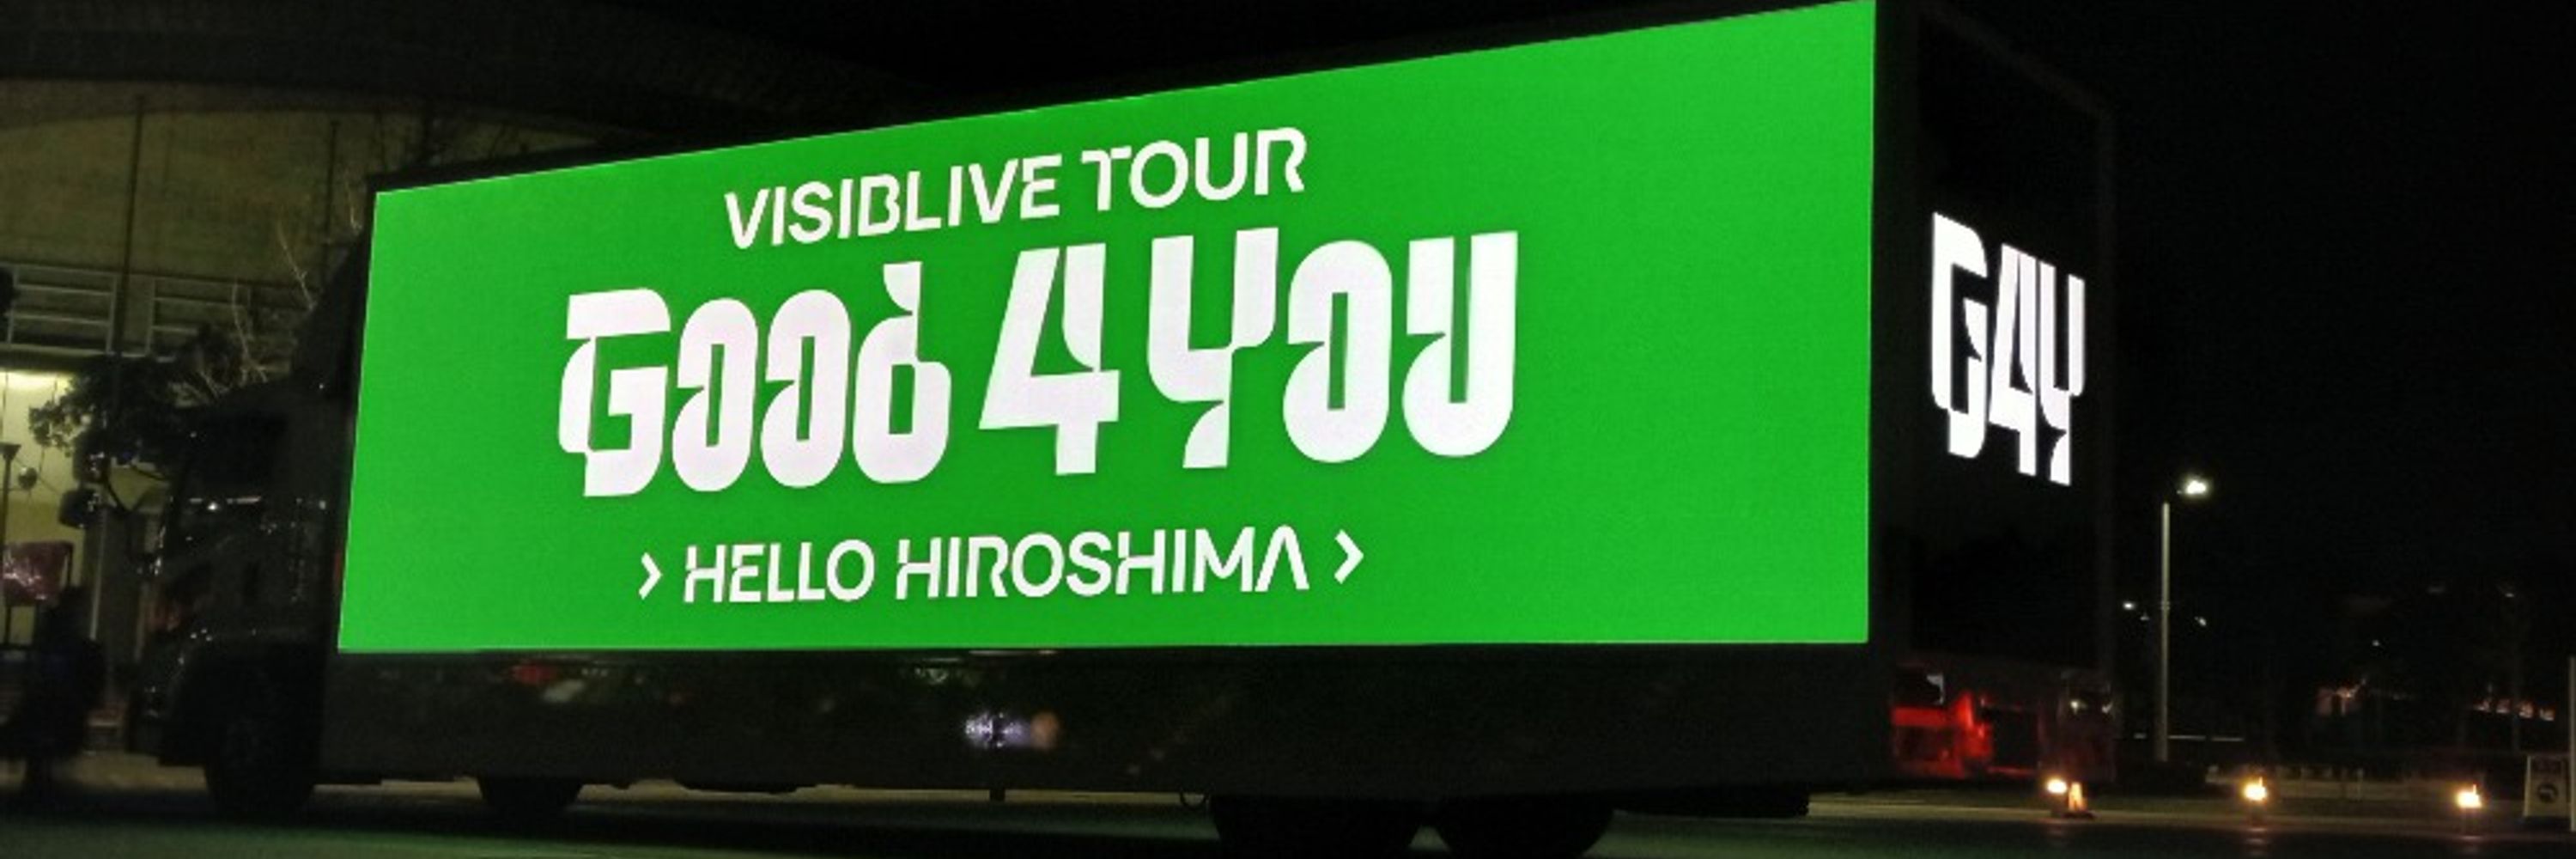 VISIBLIVE TOUR
Good 4 You
> HELLO HIROSHIMA >
G4Y